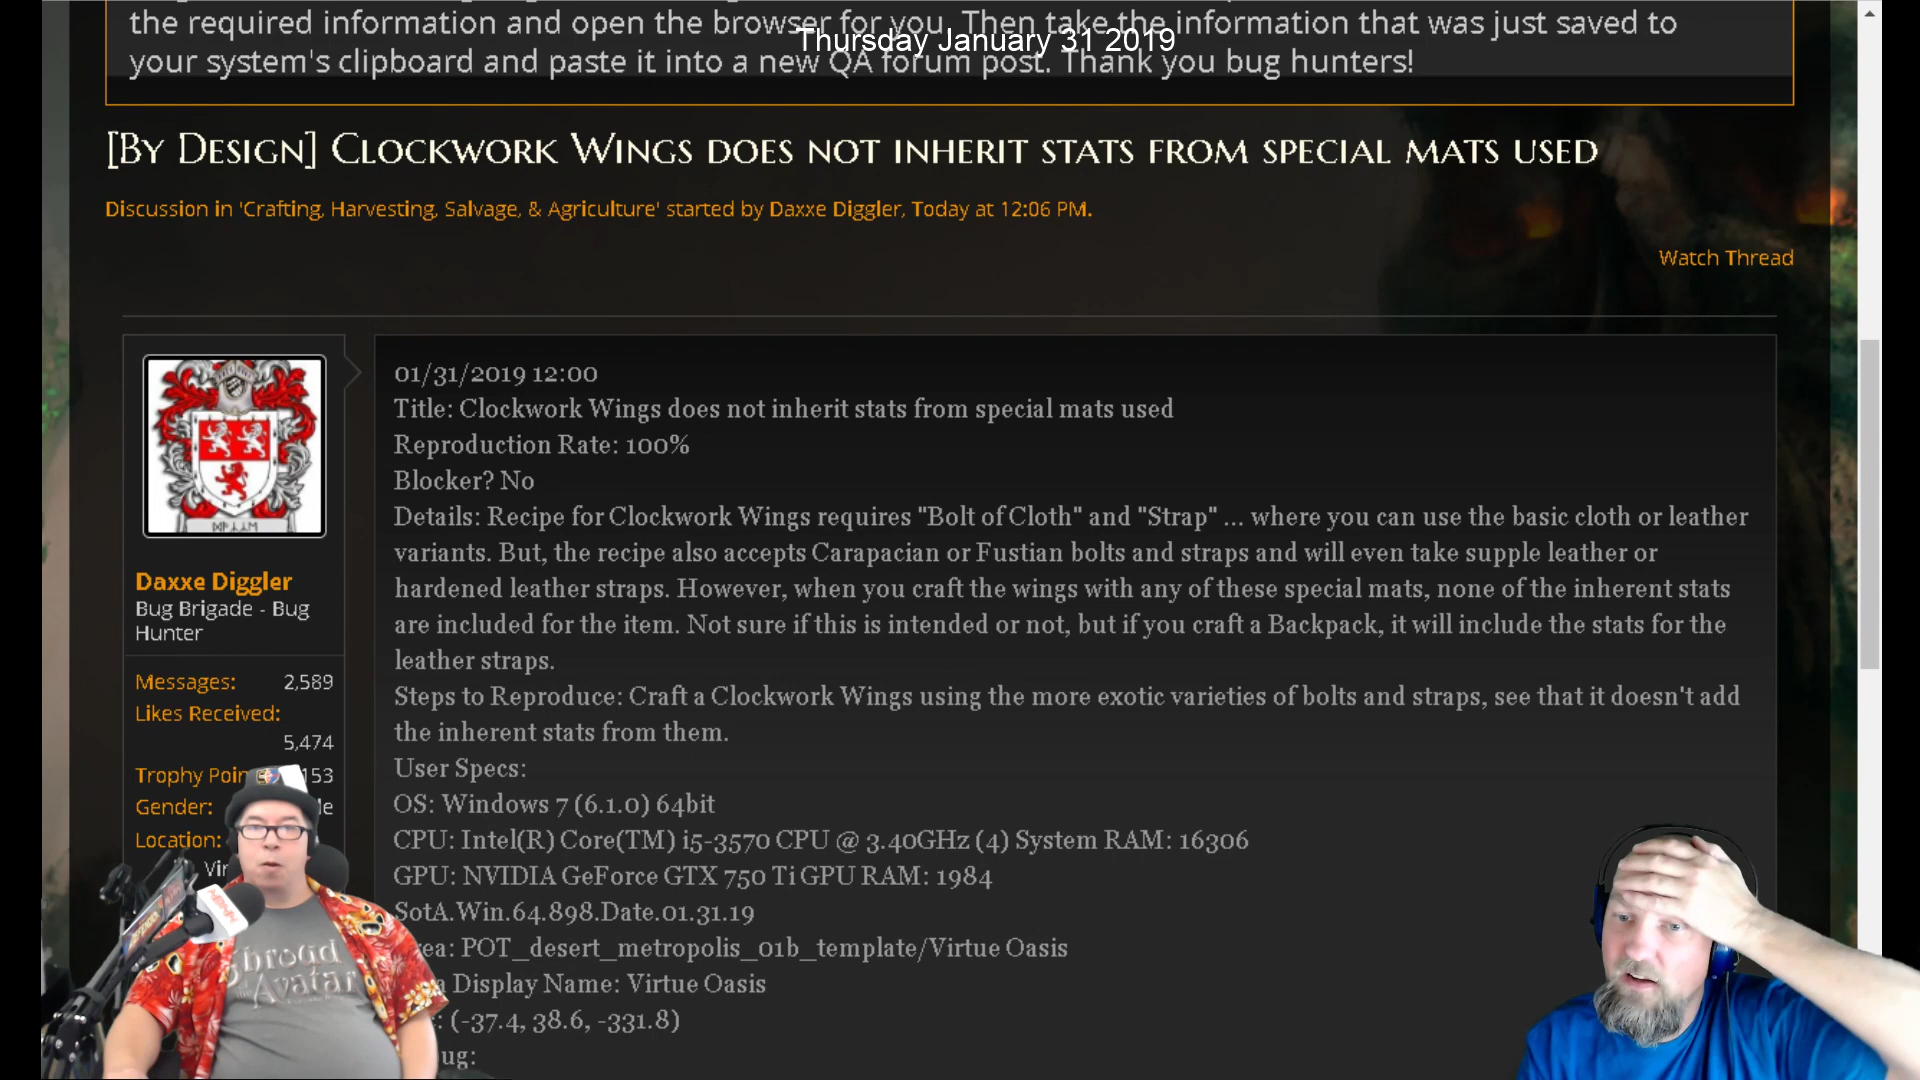 the required information and open the browser for you. Then take the information that was just saved to
Thursday January 31 2019
your system's clipboard and paste it into a new QA forum post. Thank you bug hunters!
[By Design] Clockwork Wings does not inherit stats from special mats used
Discussion in 'Crafting, Harvesting, Salvage, & Agriculture' started by Daxxe Diggler, Today at 12:06 PM.
Watch Thread
Daxxe Diggler
Bug Brigade - Bug
Hunter
Messages: 2,589
Likes Received:
5,474
Trophy Poin 153
Gender: le
Location:
Vir
01/31/2019 12:00
Title: Clockwork Wings does not inherit stats from special mats used
Reproduction Rate: 100%
Blocker? No
Details: Recipe for Clockwork Wings requires "Bolt of Cloth" and "Strap" ... where you can use the basic cloth or leather
variants. But, the recipe also accepts Carapacian or Fustian bolts and straps and will even take supple leather or
hardened leather straps. However, when you craft the wings with any of these special mats, none of the inherent stats
are included for the item. Not sure if this is intended or not, but if you craft a Backpack, it will include the stats for the
leather straps.
Steps to Reproduce: Craft a Clockwork Wings using the more exotic varieties of bolts and straps, see that it doesn't add
the inherent stats from them.
User Specs:
OS: Windows 7 (6.1.0) 64bit
CPU: Intel(R) Core(TM) i5-3570 CPU @ 3.40GHz (4) System RAM: 16306
GPU: NVIDIA GeForce GTX 750 Ti GPU RAM: 1984
SotA.Win.64.898.Date.01.31.19
rea: POT_desert_metropolis_01b_template/Virtue Oasis
a Display Name: Virtue Oasis
: (-37.4, 38.6, -331.8)
ug:
Shroud
Avatar